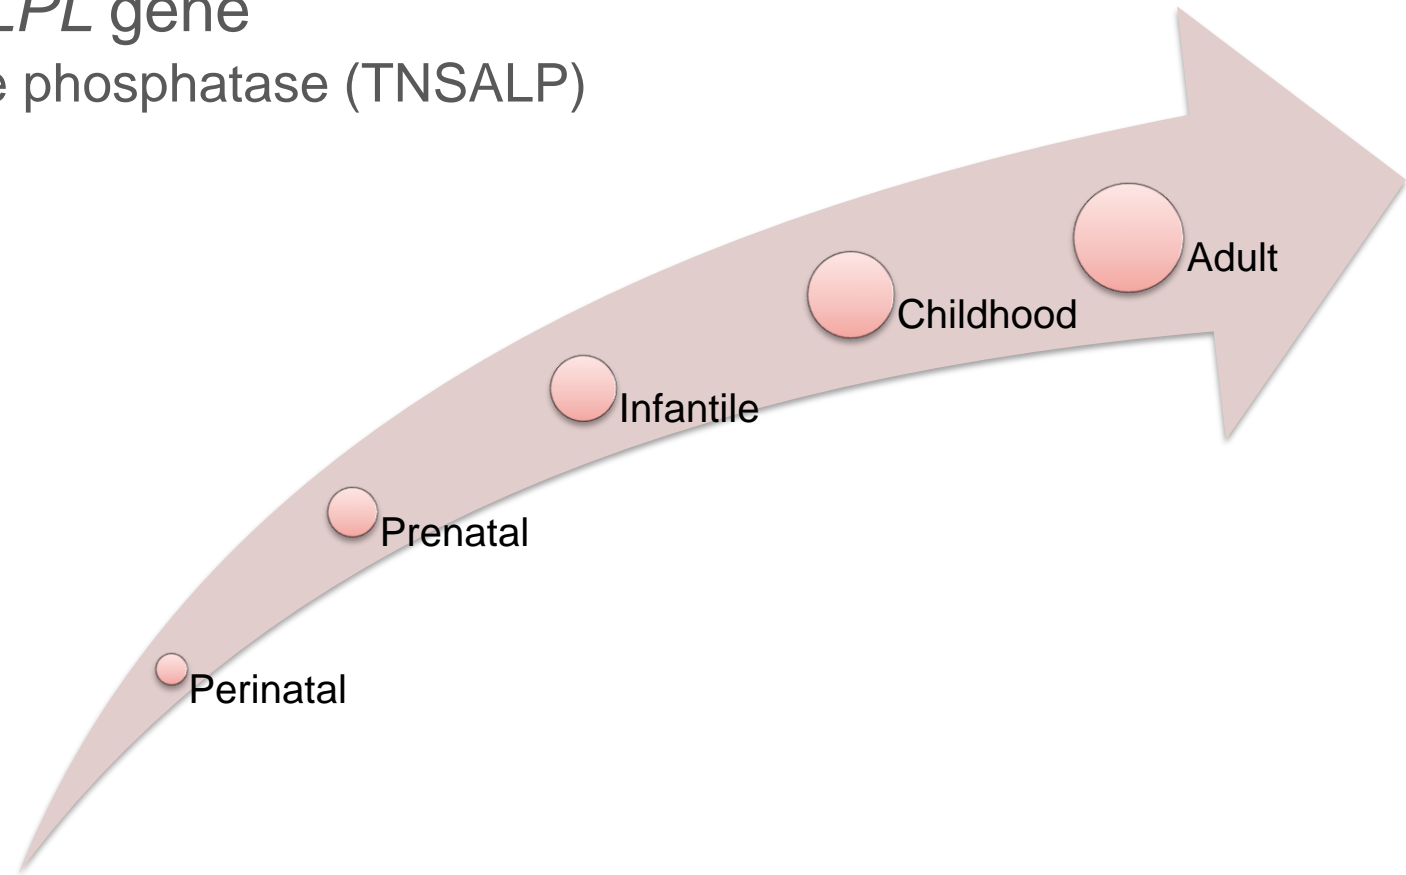 LPL gene
e phosphatase (TNSALP)
Adult
Childhood
Infantile
Prenatal
Perinatal